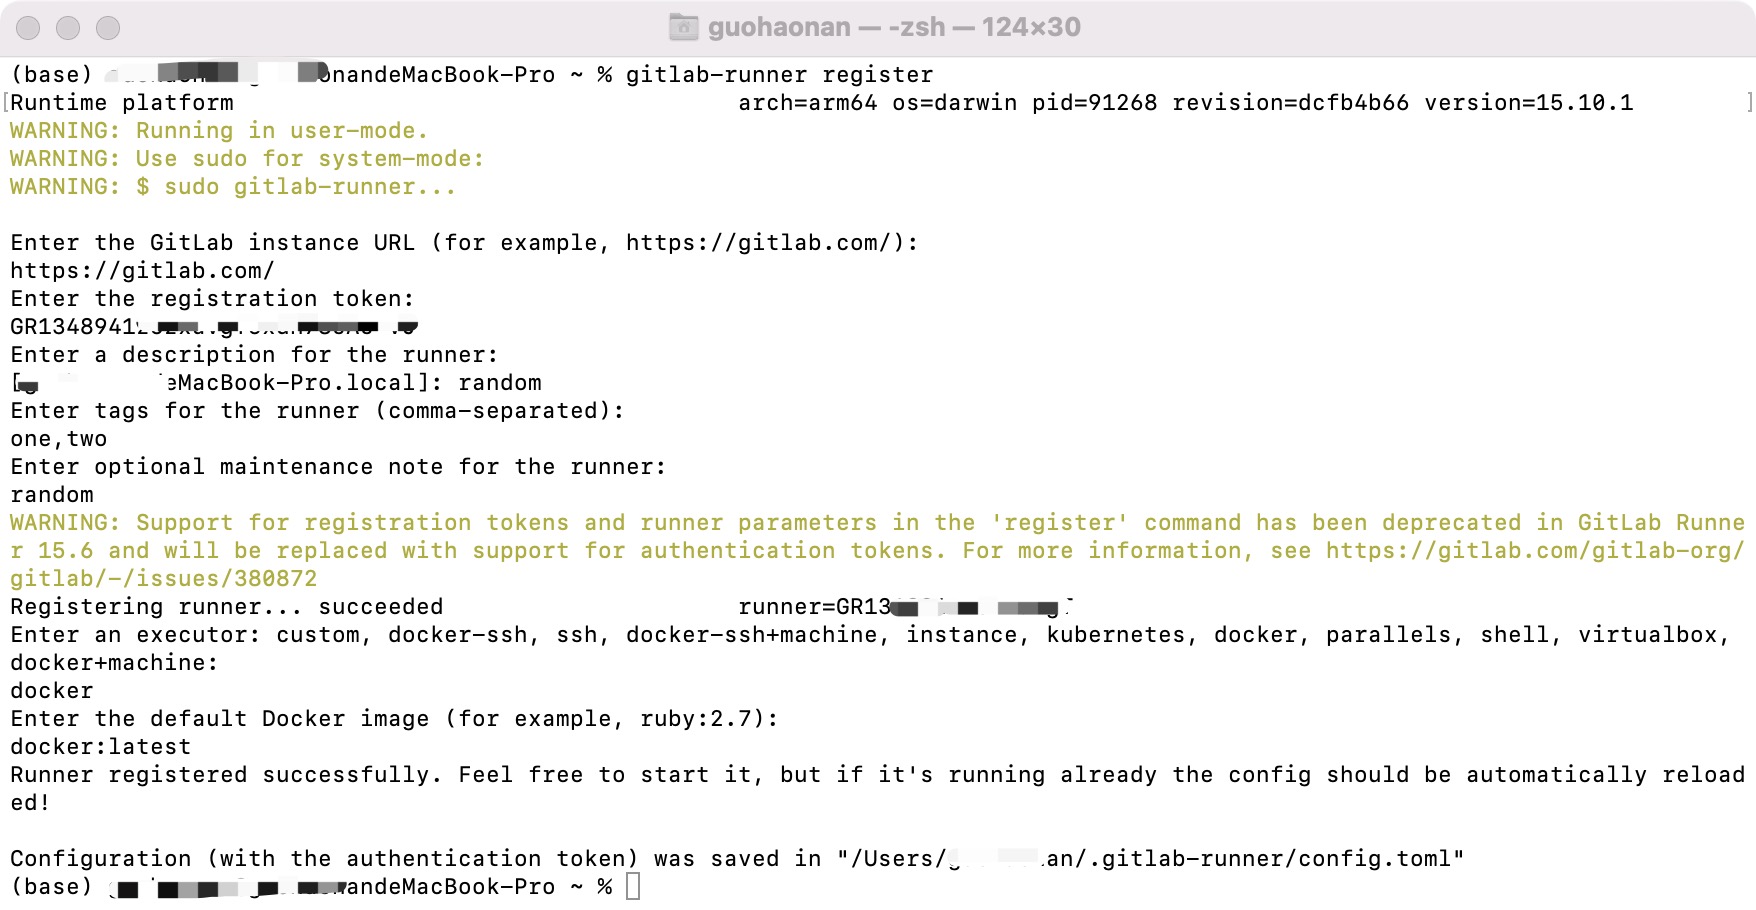 guohaonan — -zsh — 124×30
(base) onandeMacBook-Pro ~ % gitlab-runner register
[Runtime platform arch=arm64 os=darwin pid=91268 revision=dcfb4b66 version=15.10.1 ]
WARNING: Running in user-mode.
WARNING: Use sudo for system-mode:
WARNING: $ sudo gitlab-runner...
Enter the GitLab instance URL (for example, https://gitlab.com/):
https://gitlab.com/
Enter the registration token:
Enter a description for the runner:
eMacBook-Pro.local]: random
Enter tags for the runner (comma-separated):
one,two
Enter optional maintenance note for the runner:
random
WARNING: Support for registration tokens and runner parameters in the 'register' command has been deprecated in GitLab Runne
r 15.6 and will be replaced with support for authentication tokens. For more information, see https://gitlab.com/gitlab-org/
gitlab/-/issues/380872
Registering runner... succeeded runner=GR13
Enter an executor: custom, docker-ssh, ssh, docker-ssh+machine, instance, kubernetes, docker, parallels, shell, virtualbox,
docker+machine:
docker
Enter the default Docker image (for example, ruby:2.7):
docker:latest
Runner registered successfully. Feel free to start it, but if it's running already the config should be automatically reload
ed!
Configuration (with the authentication token) was saved in "/Users/ an/.gitlab-runner/config.toml"
(base) andeMacBook-Pro ~ %